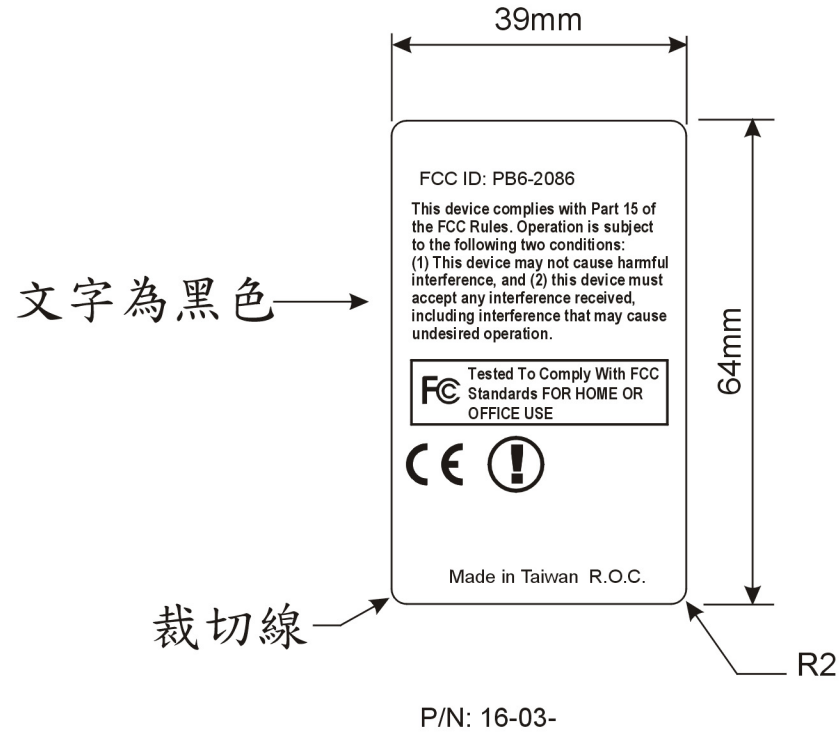 39mm
FCC ID: PB6-2086
This device complies with Part 15 of
the FCC Rules. Operation is subject
to the following two conditions:
(1) This device may not cause harmful
interference, and (2) this device must
accept any interference received,
including interference that may cause
undesired operation.
文字為黑色
64mm
FC Tested To Comply With FCC
Standards FOR HOME OR
OFFICE USE
CE !
Made in Taiwan R.O.C.
裁切線
R2
P/N: 16-03-